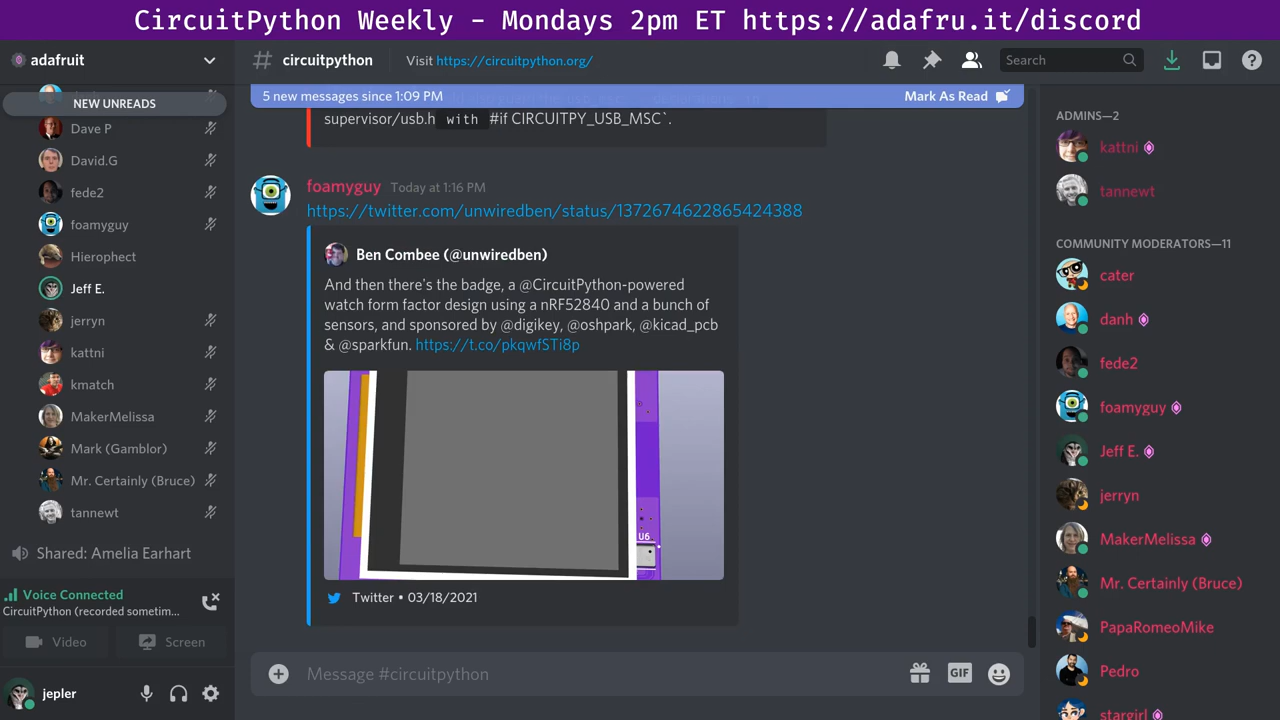 CircuitPython Weekly – Mondays 2pm ET https://adafru.it/discord
adafruit
NEW UNREADS
Dave P
David.G
fede2
foamyguy
Hierophect
Jeff E.
jerryn
kattni
kmatch
MakerMelissa
Mark (Gamblor)
Mr. Certainly (Bruce)
tannewt
Shared: Amelia Earhart
Voice Connected
CircuitPython (recorded sometim...
Video
Screen
jepler
# circuitpython
Visit https://circuitpython.org/
Search
5 new messages since 1:09 PM
Mark As Read
supervisor/usb.h with #if CIRCUITPY_USB_MSC`.
foamyguy Today at 1:16 PM
https://twitter.com/unwiredben/status/1372674622865424388
Ben Combee (@unwiredben)
And then there's the badge, a @CircuitPython-powered
watch form factor design using a nRF52840 and a bunch of
sensors, and sponsored by @digikey, @oshpark, @kicad_pcb
& @sparkfun. https://t.co/pkqwfSTi8p
U6
Twitter • 03/18/2021
Message #circuitpython
GIF
ADMINS—2
kattni
tannewt
COMMUNITY MODERATORS—11
cater
danh
fede2
foamyguy
Jeff E.
jerryn
MakerMelissa
Mr. Certainly (Bruce)
PapaRomeoMike
Pedro
stargirl